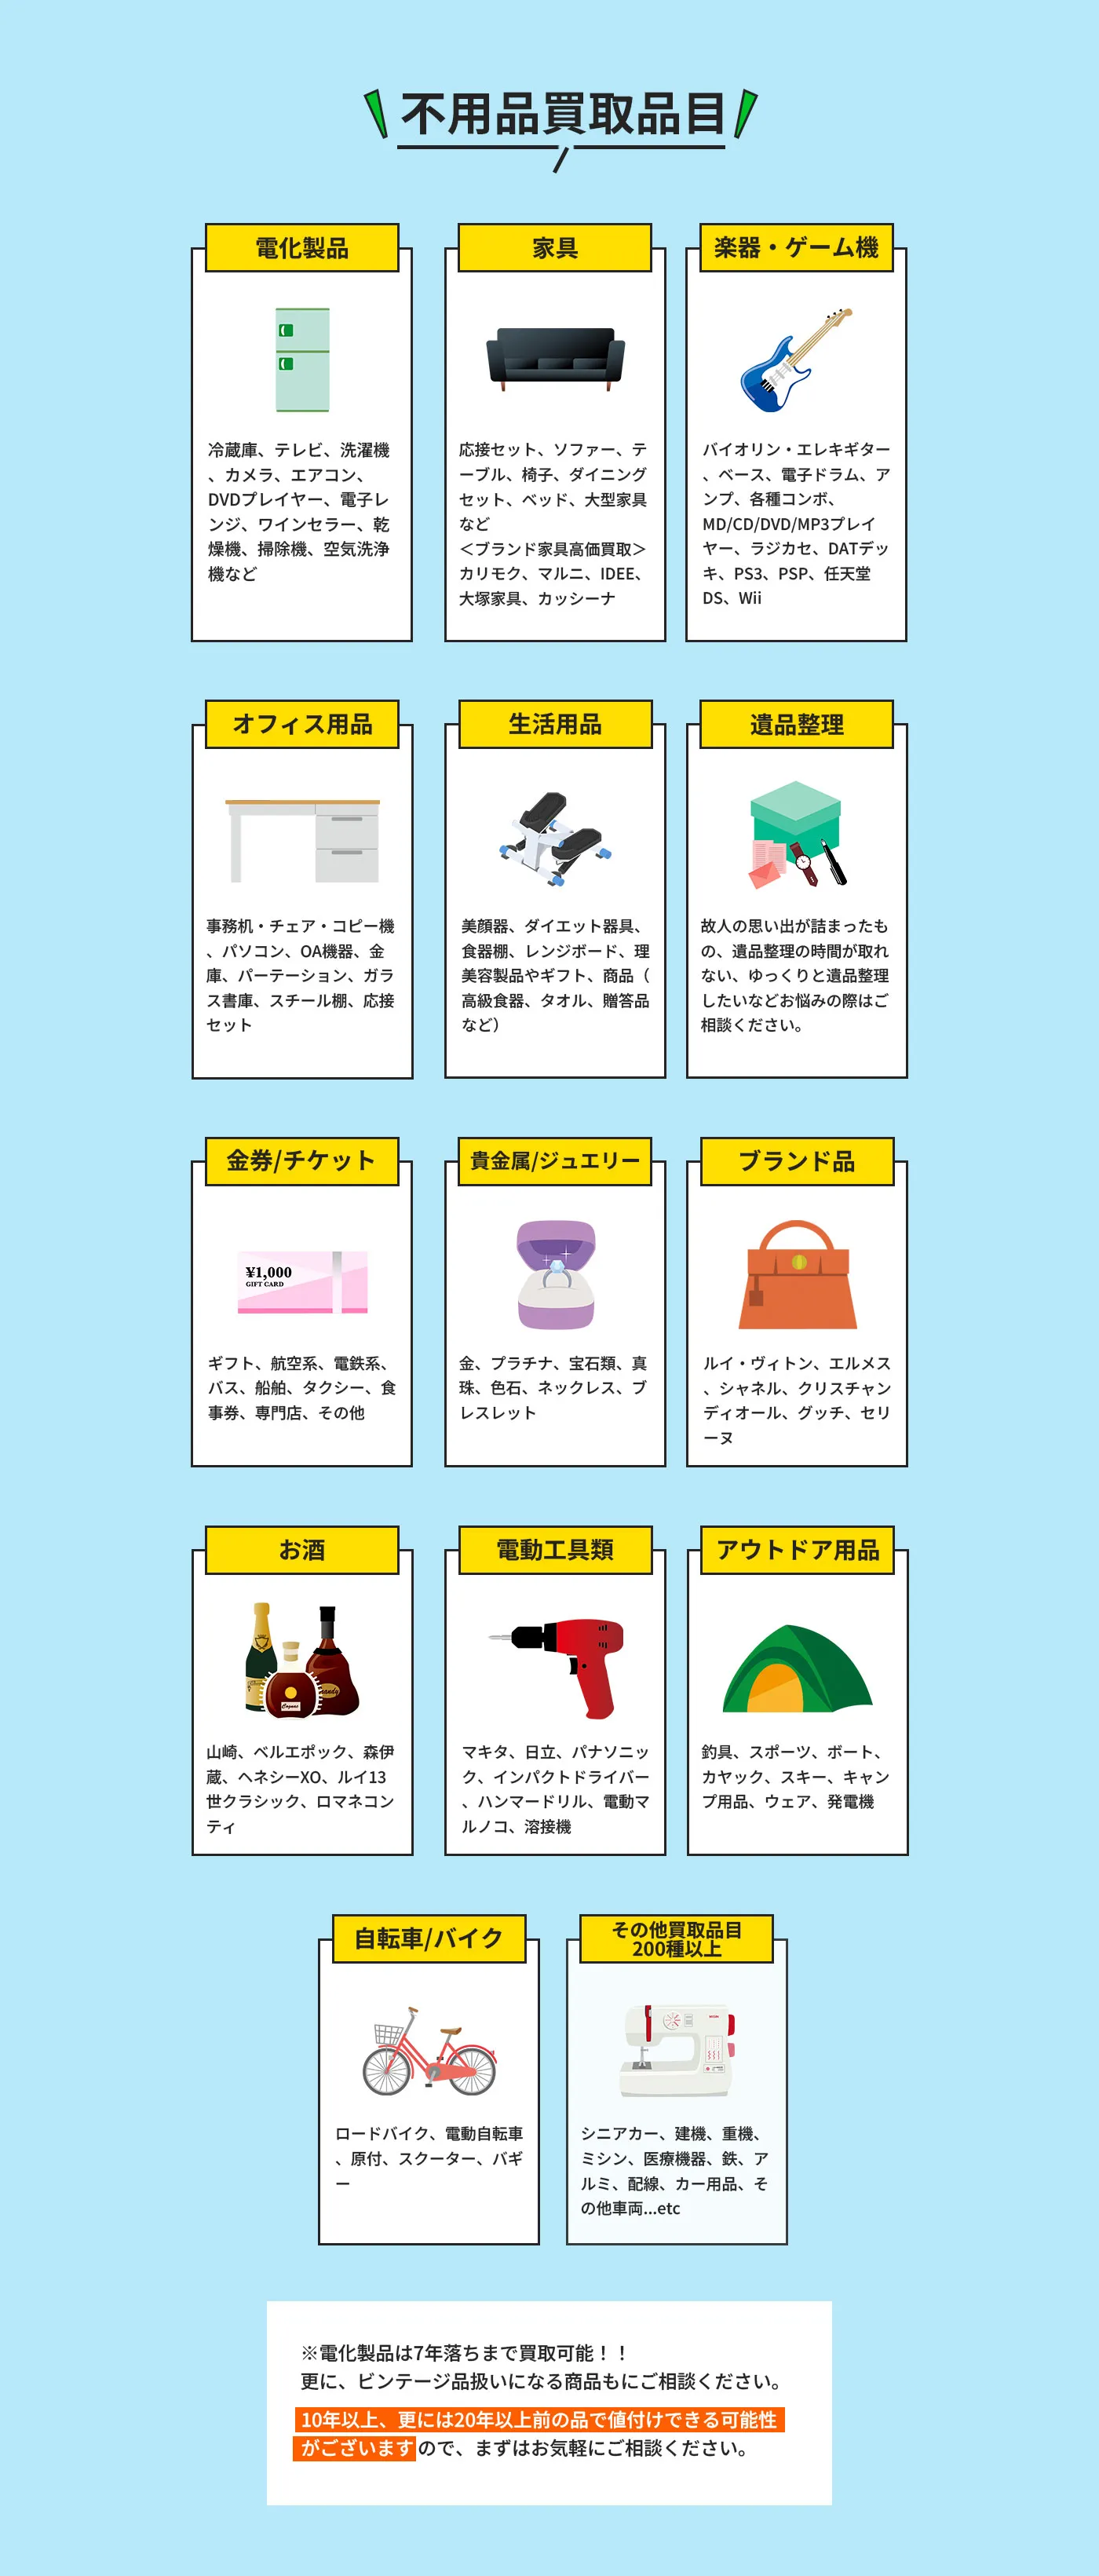 不用品買取品目
電化製品
冷蔵庫、テレビ、洗濯機
、カメラ、エアコン、
DVDプレイヤー、電子レ
ンジ、ワインセラー、乾
燥機、掃除機、空気洗浄
機など
家具
応接セット、ソファー、テ
ーブル、椅子、ダイニング
セット、ベッド、大型家具
など
＜ブランド家具高価買取＞
カリモク、マルニ、IDEE、
大塚家具、カッシーナ
楽器・ゲーム機
バイオリン・エレキギター
、ベース、電子ドラム、ア
ンプ、各種コンボ、
MD/CD/DVD/MP3プレイ
ヤー、ラジカセ、DATデッ
キ、PS3、PSP、任天堂
DS、Wii
オフィス用品
事務机・チェア・コピー機
、パソコン、OA機器、金
庫、パーテーション、ガラ
ス書庫、スチール棚、応接
セット
生活用品
美顔器、ダイエット器具、
食器棚、レンジボード、理
美容製品やギフト、商品（
高級食器、タオル、贈答品
など）
遺品整理
故人の思い出が詰まったも
の、遺品整理の時間が取れ
ない、ゆっくりと遺品整理
したいなどお悩みの際はご
相談ください。
金券/チケット
¥1,000
GIFT CARD
ギフト、航空系、電鉄系、
バス、船舶、タクシー、食
事券、専門店、その他
貴金属/ジュエリー
金、プラチナ、宝石類、真
珠、色石、ネックレス、ブ
レスレット
ブランド品
ルイ・ヴィトン、エルメス
、シャネル、クリスチャン
ディオール、グッチ、セリ
ーヌ
お酒
Cognac
山崎、ベルエポック、森伊
蔵、ヘネシーXO、ルイ13
世クラシック、ロマネコン
ティ
電動工具類
マキタ、日立、パナソニッ
ク、インパクトドライバー
、ハンマードリル、電動マ
ルノコ、溶接機
アウトドア用品
釣具、スポーツ、ボート、
カヤック、スキー、キャン
プ用品、ウェア、発電機
自転車/バイク
ロードバイク、電動自転車
、原付、スクーター、バギ
ー
その他買取品目
200種以上
シニアカー、建機、重機、
ミシン、医療機器、鉄、ア
ルミ、配線、カー用品、そ
の他車両...etc
※電化製品は7年落ちまで買取可能！！
更に、ビンテージ品扱いになる商品もにご相談ください。
10年以上、更には20年以上前の品で値付けできる可能性
がございますので、まずはお気軽にご相談ください。